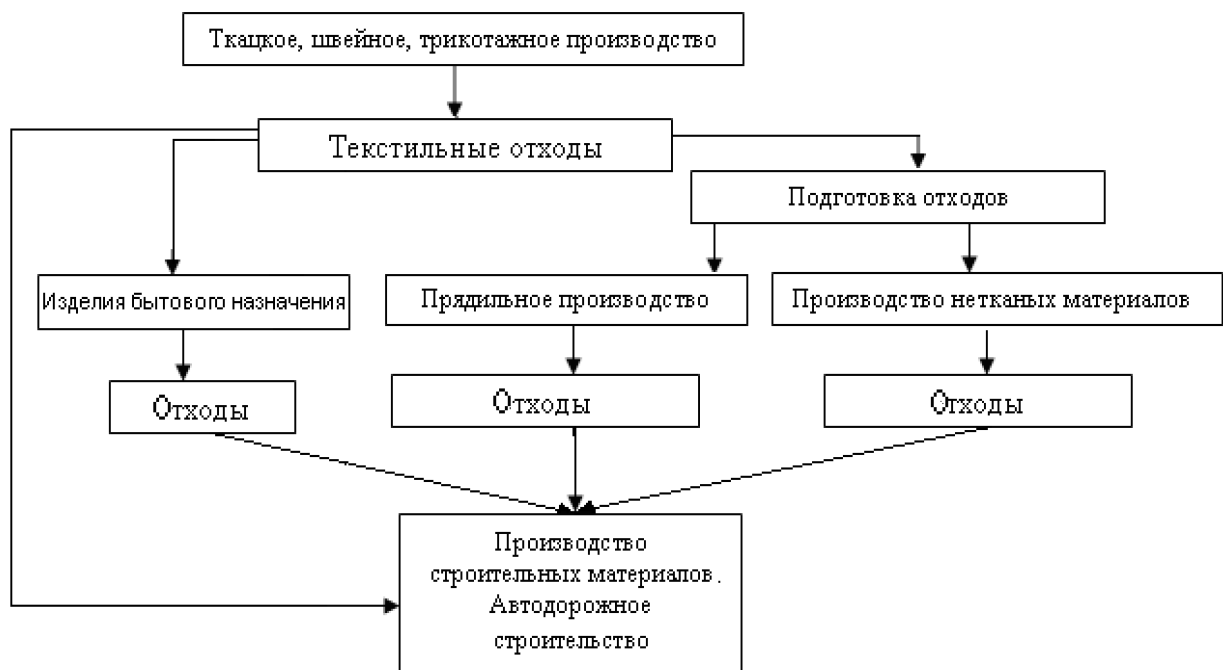 Ткацкое, швейное, трикотажное производство
Текстильные отходы
Подготовка отходов
Изделия бытового назначения
Прядильное производство
Производство нетканых материалов
Отходы
Отходы
Отходы
Производство
строительных материалов.
Автодорожное
строительство